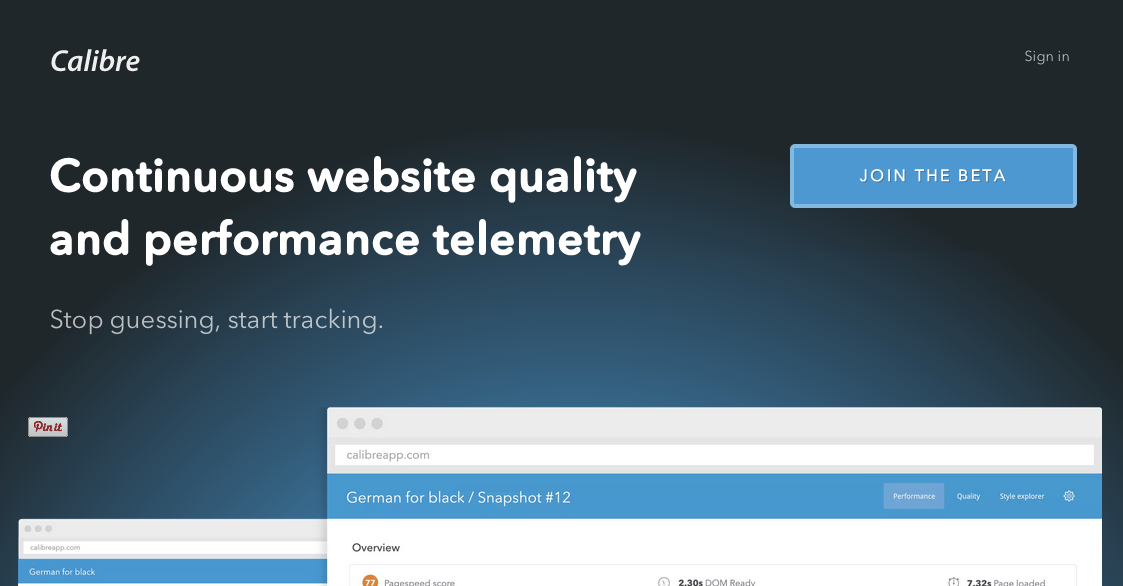 Calibre
Sign in
Continuous website quality
and performance telemetry
JOIN THE BETA
Stop guessing, start tracking.
Pin it
calibreapp.com
German for black / Snapshot #12
Performance
Quality
Style explorer
calibreapp.com
German for black
Overview
77 Pagespeed score
2.30s DOM Ready
7.32s Page loaded